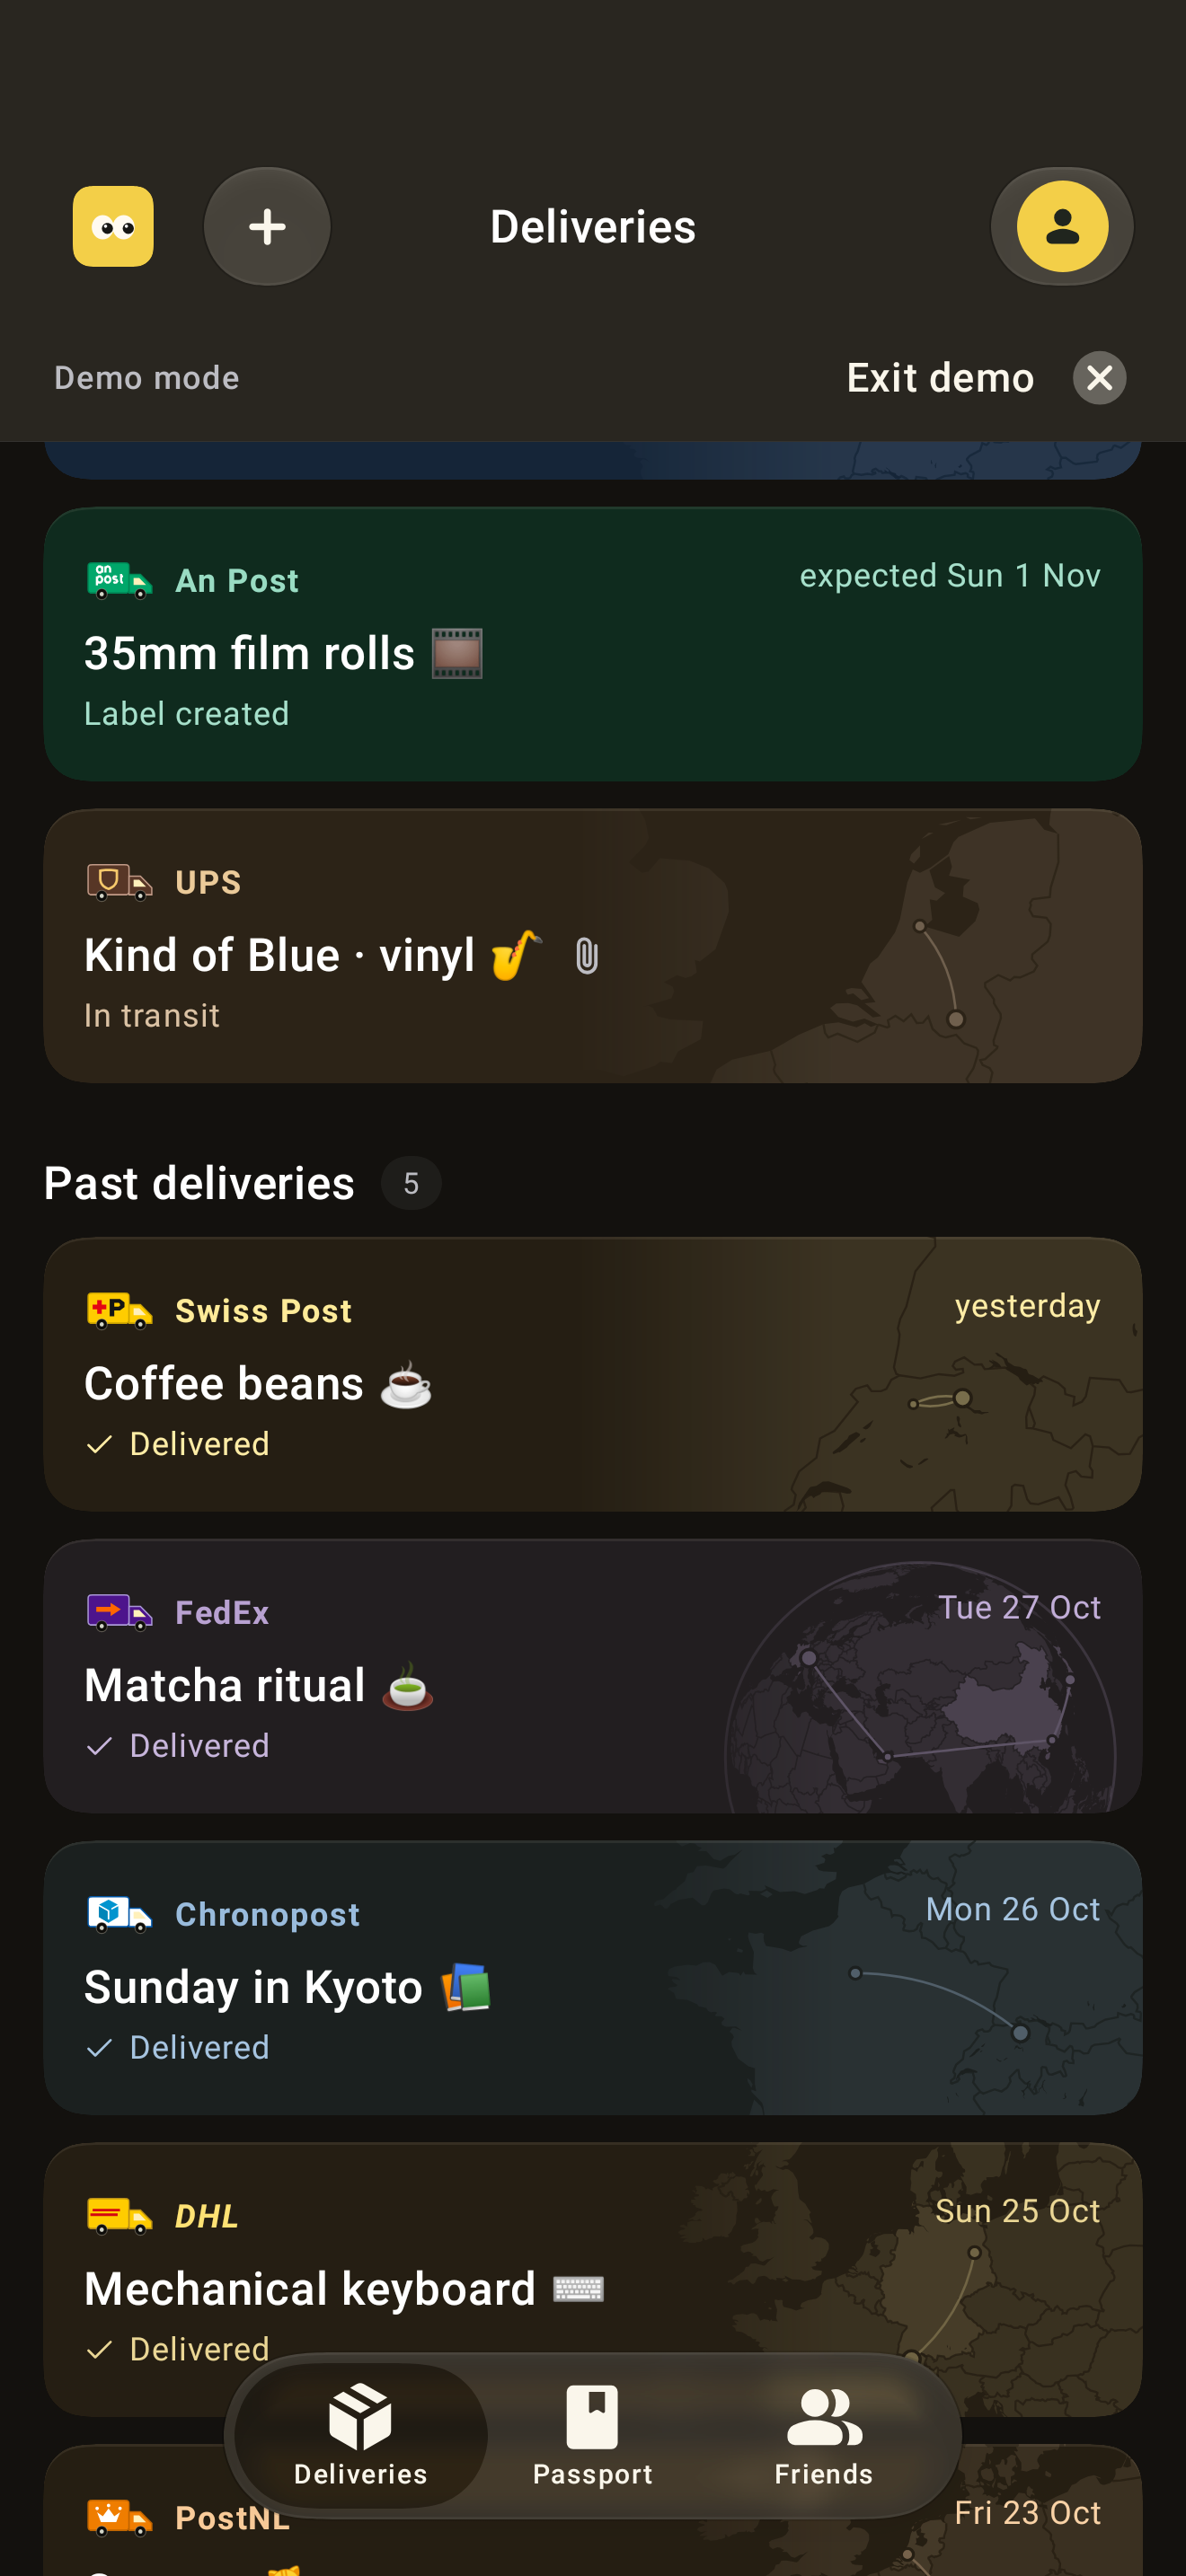 Deliveries
Demo mode
Exit demo
an post
An Post
expected Sun 1 Nov
35mm film rolls 🎞️
Label created
UPS
Kind of Blue · vinyl 🎷
In transit
Past deliveries 5
P
Swiss Post
yesterday
Coffee beans ☕
Delivered
FedEx
Tue 27 Oct
Matcha ritual 🍵
Delivered
Chronopost
Mon 26 Oct
Sunday in Kyoto
Delivered
DHL
Sun 25 Oct
Mechanical keyboard ⌨️
Delivered
PostNL
Fri 23 Oct
Deliveries
Passport
Friends